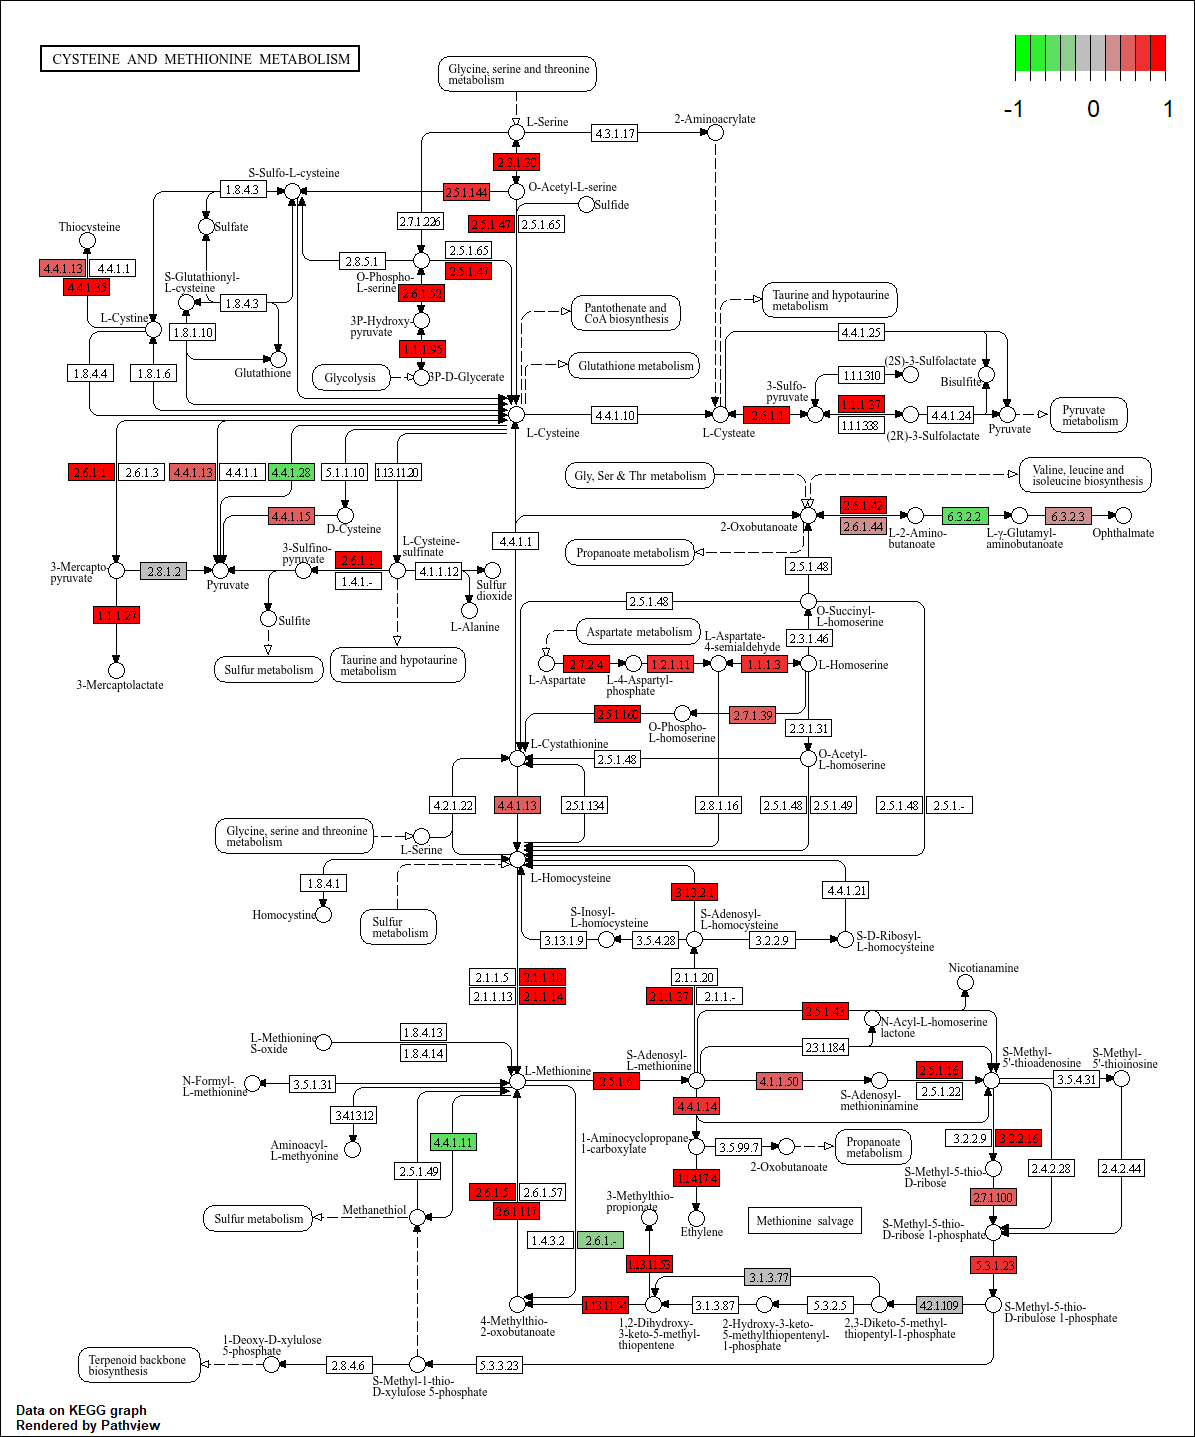 CYSTEINE AND METHIONINE METABOLISM
-1
0
1
Glycine, serine and threonine
metabolism
L-Serine
4.3.1.17
2-Aminoacrylate
2.3.1.30
S-Sulfo-L-cysteine
1.8.4.3
2.5.1.144
O-Acetyl-L-serine
Sulfide
Sulfate
2.7.1.226
2.5.1.47
2.5.1.65
Thiocysteine
4.4.1.13
4.4.1.1
4.4.1.35
2.8.5.1
2.5.1.65
2.5.1.47
S-Glutathionyl-
L-cysteine
O-Phospho-
L-serine
2.6.1.52
1.8.4.3
L-Cystine
1.8.1.10
3P-Hydroxy-
pyruvate
1.1.1.95
Pantothenate and
CoA biosynthesis
Taurine and hypotaurine
metabolism
4.4.1.25
1.8.4.4
1.8.1.6
Glutathione
Glycolysis
3P-D-Glycerate
Glutathione metabolism
(2S)-3-Sulfolactate
1.1.1.310
Bisulfite
3-Sulfo-
pyruvate
L-Cysteine
4.4.1.10
L-Cysteate
2.6.1.1
1.1.1.37
1.1.1.338
(2R)-3-Sulfolactate
4.4.1.24
Pyruvate
Pyruvate
metabolism
2.6.1.1
2.6.1.3
4.4.1.13
4.4.1.1
4.4.1.28
5.1.1.10
1.13.11.20
Gly, Ser & Thr metabolism
Valine, leucine and
isoleucine biosynthesis
4.4.1.15
D-Cysteine
2-Oxobutanoate
2.6.1.42
2.6.1.44
L-2-Amino-
butanoate
6.3.2.2
L-γ-Glutamyl-
aminobutanoate
6.3.2.3
Ophthalmate
4.4.1.1
Propanoate metabolism
3-Mercapto-
pyruvate
2.8.1.2
Pyruvate
3-Sulfino-
pyruvate
2.6.1.1
1.4.1.-
L-Cysteine-
sulfinate
4.1.1.12
Sulfur
dioxide
2.5.1.48
1.1.1.27
Sulfite
L-Alanine
2.5.1.48
O-Succinyl-
L-homoserine
Aspartate metabolism
L-Aspartate-
4-semialdehyde
2.3.1.46
3-Mercaptolactate
Sulfur metabolism
Taurine and hypotaurine
metabolism
L-Aspartate
2.7.2.4
L-4-Aspartyl-
phosphate
1.2.1.11
1.1.1.3
L-Homoserine
2.5.1.160
O-Phospho-
L-homoserine
2.7.1.39
2.3.1.31
L-Cystathionine
2.5.1.48
O-Acetyl-
L-homoserine
4.2.1.22
4.4.1.13
2.5.1.134
2.8.1.16
2.5.1.48
2.5.1.49
2.5.1.48
2.5.1.-
Glycine, serine and threonine
metabolism
L-Serine
L-Homocysteine
1.8.4.1
Homocystine
Sulfur
metabolism
3.13.2.1
4.4.1.21
S-Inosyl-
L-homocysteine
S-Adenosyl-
L-homocysteine
3.13.1.9
3.5.4.28
3.2.2.9
S-D-Ribosyl-
L-homocysteine
2.1.1.5
2.1.1.10
2.1.1.13
2.1.1.14
2.1.1.20
2.1.1.37
2.1.1.-
Nicotianamine
2.5.1.43
N-Acyl-L-homoserine
lactone
L-Methionine
S-oxide
1.8.4.13
1.8.4.14
2.3.1.184
S-Adenosyl-
L-methionine
S-Methyl-
5'-thioadenosine
S-Methyl-
5'-thioinosine
N-Formyl-
L-methionine
3.5.1.31
L-Methionine
2.5.1.6
4.1.1.50
S-Adenosyl-
methioninamine
2.5.1.16
2.5.1.22
3.5.4.31
3.4.13.12
Aminoacyl-
L-methyonine
4.4.1.11
4.4.1.14
1-Aminocyclopropane
1-carboxylate
3.5.99.7
2-Oxobutanoate
Propanoate
metabolism
3.2.2.9
3.2.2.16
2.5.1.49
1.14.17.4
S-Methyl-5-thio-
D-ribose
2.4.2.28
2.4.2.44
2.6.1.5
2.6.1.57
2.6.1.117
3-Methylthio-
propionate
Ethylene
Methionine salvage
2.7.1.100
Sulfur metabolism
Methanethiol
S-Methyl-5-thio-
D-ribose 1-phosphate
1.4.3.2
2.6.1.-
1.13.11.53
3.1.3.77
5.3.1.23
4-Methylthio-
2-oxobutanoate
1.13.11.54
1,2-Dihydroxy-
3-keto-5-methyl-
thiopentene
3.1.3.87
2-Hydroxy-3-keto-
5-methylthiopentenyl-
1-phosphate
5.3.2.5
2,3-Diketo-5-methyl-
thiopentyl-1-phosphate
4.2.1.109
S-Methyl-5-thio-
D-ribulose 1-phosphate
Terpenoid backbone
biosynthesis
1-Deoxy-D-xylulose
5-phosphate
2.8.4.6
S-Methyl-1-thio-
D-xylulose 5-phosphate
5.3.3.23
Data on KEGG graph
Rendered by Pathview